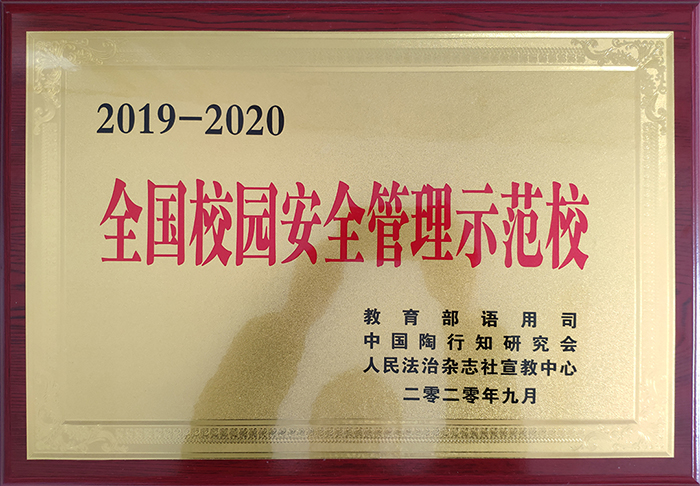 2019-2020
全国校园安全管理示范校
教育部语用司
中国陶行知研究会
人民法治杂志社宣教中心
二零二零年九月